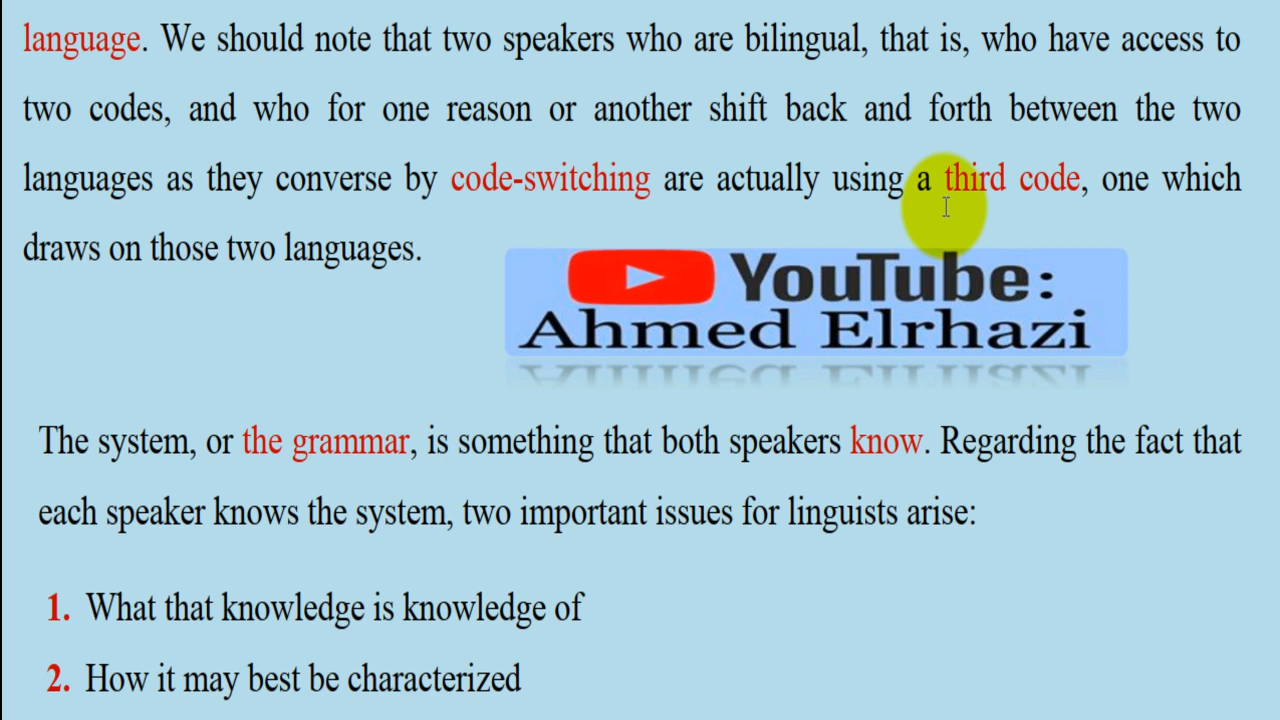 language. We should note that two speakers who are bilingual, that is, who have access to
two codes, and who for one reason or another shift back and forth between the two
languages as they converse by code-switching are actually using a third code, one which
draws on those two languages.
YouTube:
Ahmed Elrhazi
The system, or the grammar, is something that both speakers know. Regarding the fact that
each speaker knows the system, two important issues for linguists arise:
1. What that knowledge is knowledge of
2. How it may best be characterized